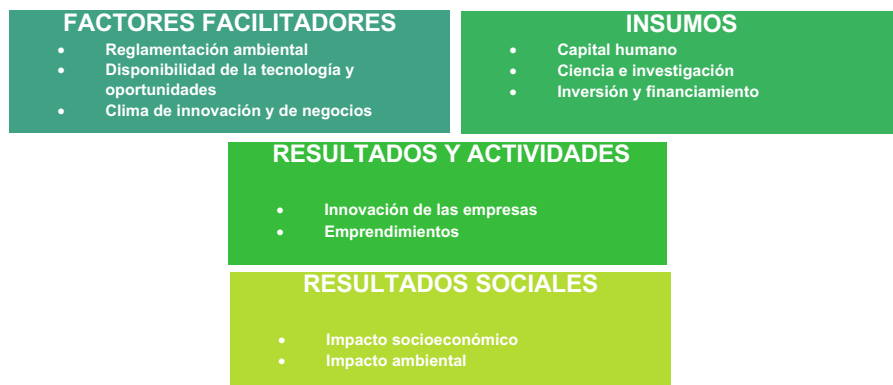 FACTORES FACILITADORES
• Reglamentación ambiental
• Disponibilidad de la tecnología y
oportunidades
• Clima de innovación y de negocios
INSUMOS
• Capital humano
• Ciencia e investigación
• Inversión y financiamiento
RESULTADOS Y ACTIVIDADES
• Innovación de las empresas
• Emprendimientos
RESULTADOS SOCIALES
• Impacto socioeconómico
• Impacto ambiental